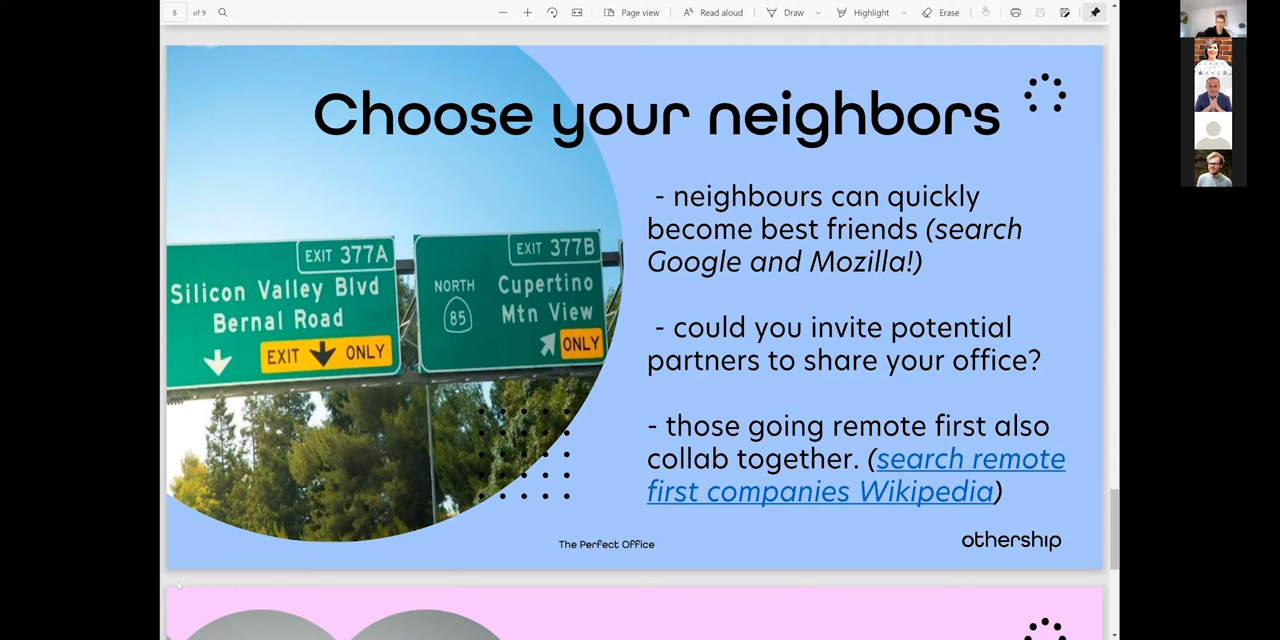 8 of 9
Page view
Read aloud
Draw
Highlight
Erase
Choose your neighbors
EXIT 377A
Silicon Valley Blvd
Bernal Road
EXIT ONLY
EXIT 377B
NORTH
85
Cupertino
Mtn View
ONLY
- neighbours can quickly
become best friends (search
Google and Mozilla!)
- could you invite potential
partners to share your office?
- those going remote first also
collab together. (search remote
first companies Wikipedia)
The Perfect Office
othership